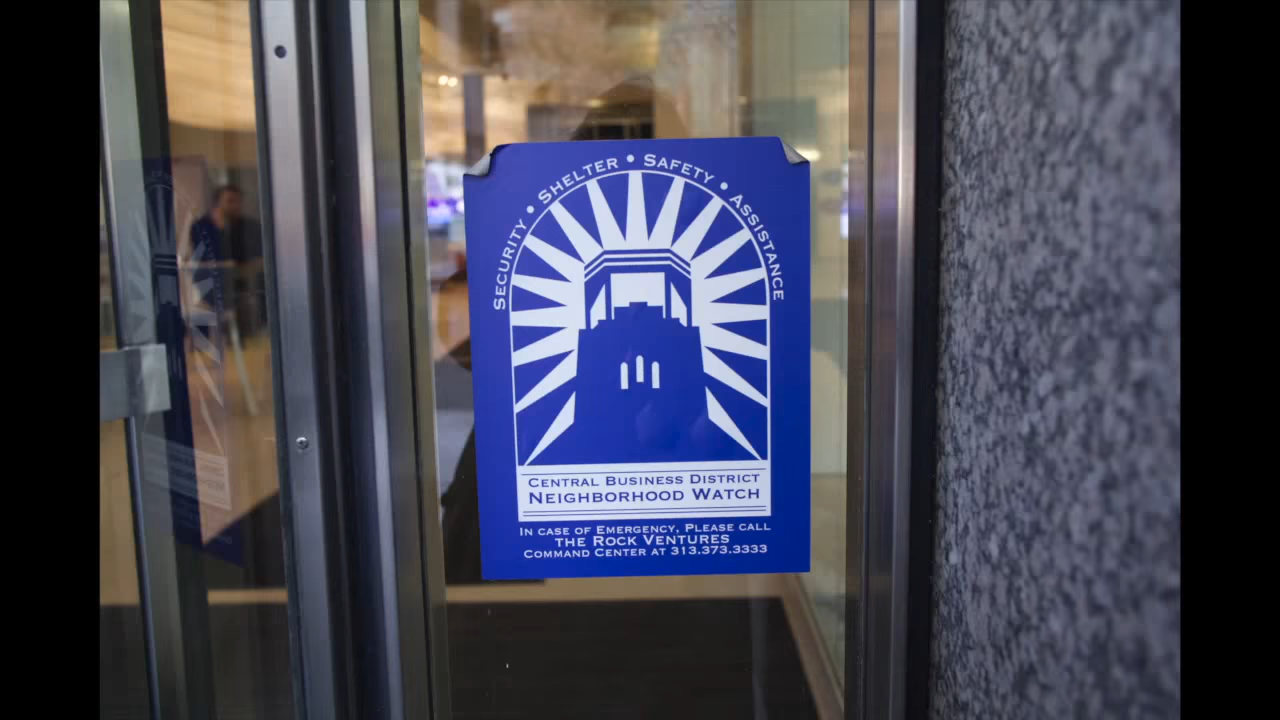 Security • Shelter • Safety • Assistance
Central Business District
Neighborhood Watch
In case of Emergency, Please call
the Rock Ventures
Command Center at 313.373.3333